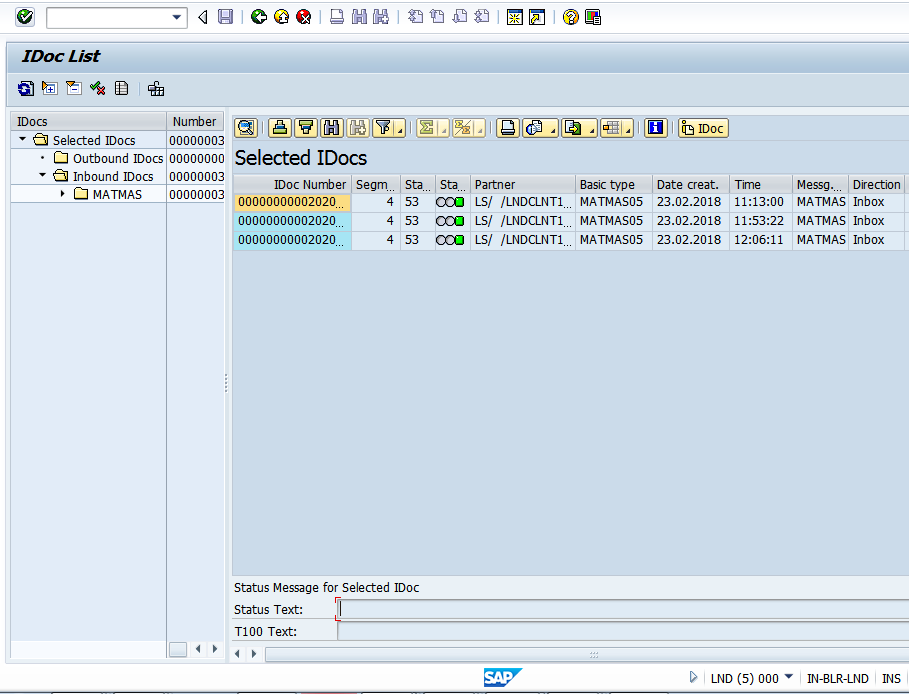 IDoc List
IDocs Number
Selected IDocs 00000003
Outbound IDocs 00000000
Inbound IDocs 00000003
MATMAS 00000003
IDoc
Selected IDocs
IDoc Number Segm... Sta... Sta... Partner Basic type Date creat. Time Messg... Direction
00000000002020... 4 53 LS/ /LNDCLNT1... MATMAS05 23.02.2018 11:13:00 MATMAS Inbox
00000000002020... 4 53 LS/ /LNDCLNT1... MATMAS05 23.02.2018 11:53:22 MATMAS Inbox
00000000002020... 4 53 LS/ /LNDCLNT1... MATMAS05 23.02.2018 12:06:11 MATMAS Inbox
Status Message for Selected IDoc
Status Text:
T100 Text:
SAP LND (5) 000 IN-BLR-LND INS